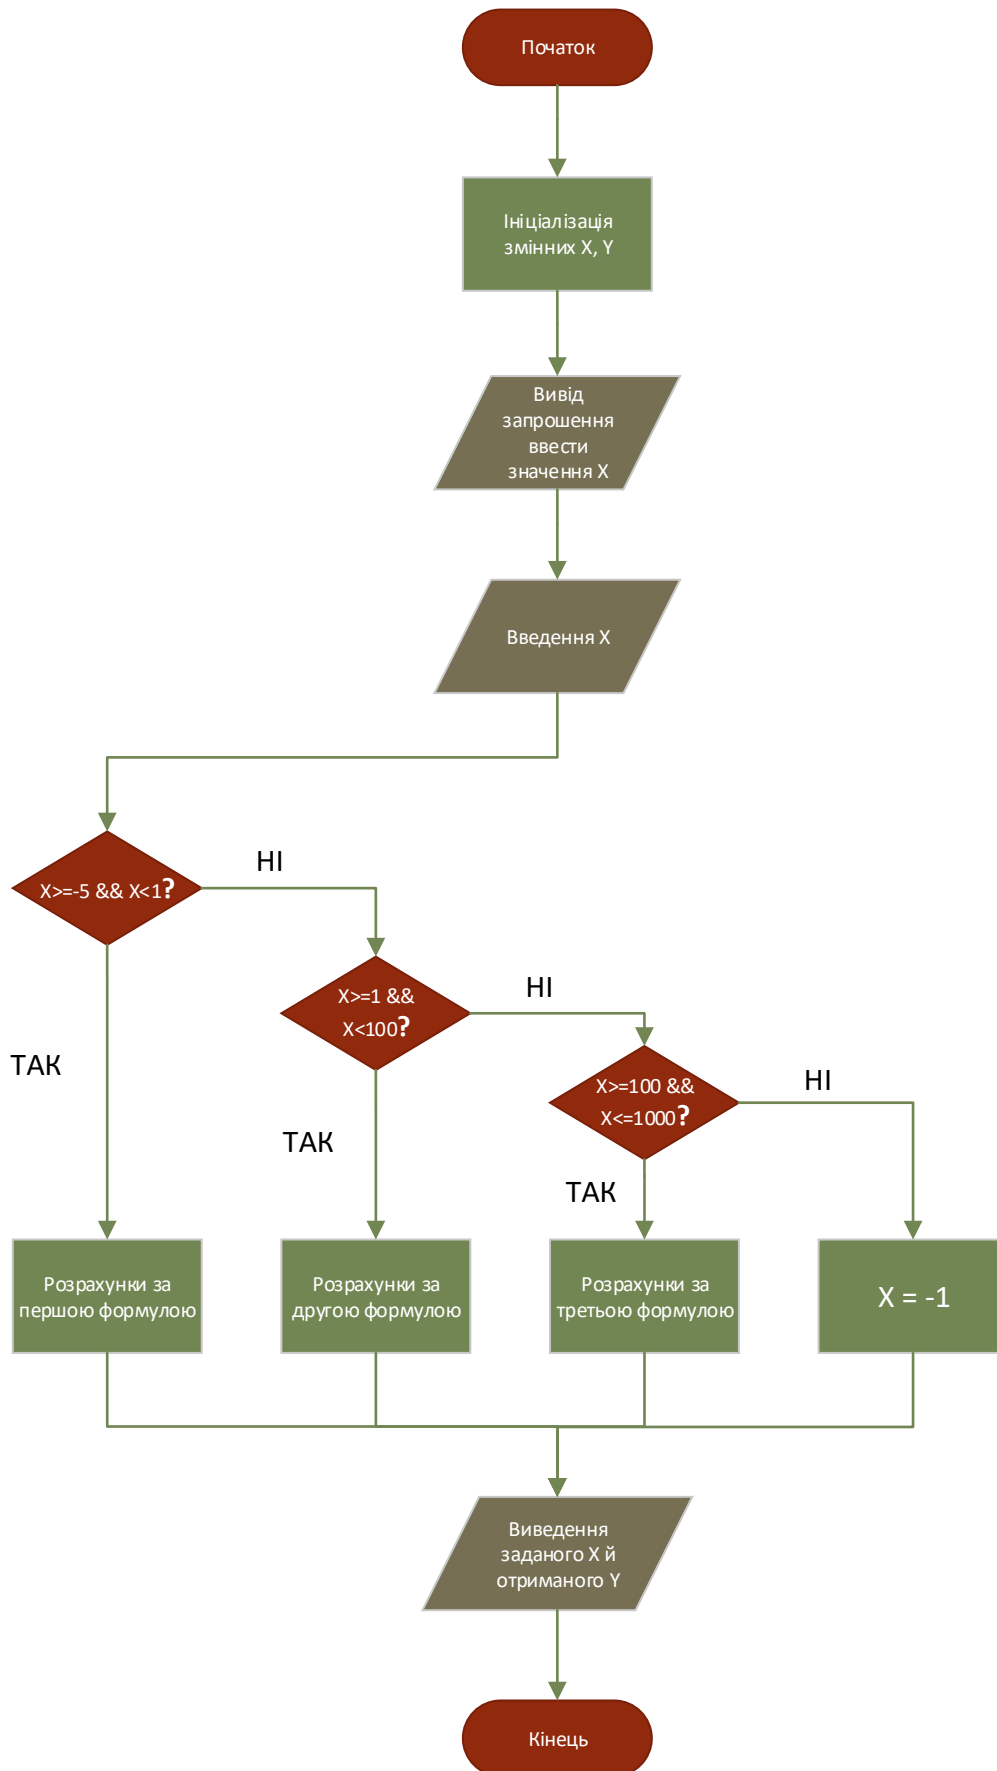 Початок
Ініціалізація
змінних X, Y
Вивід
запрошення
ввести
значення X
Введення X
X>=-5 && X<1?
НІ
X>=1 &&
X<100?
НІ
X>=100 &&
X<=1000?
НІ
ТАК
ТАК
ТАК
Розрахунки за
першою формулою
Розрахунки за
другою формулою
Розрахунки за
третьою формулою
X = -1
Виведення
заданого X й
отриманого Y
Кінець